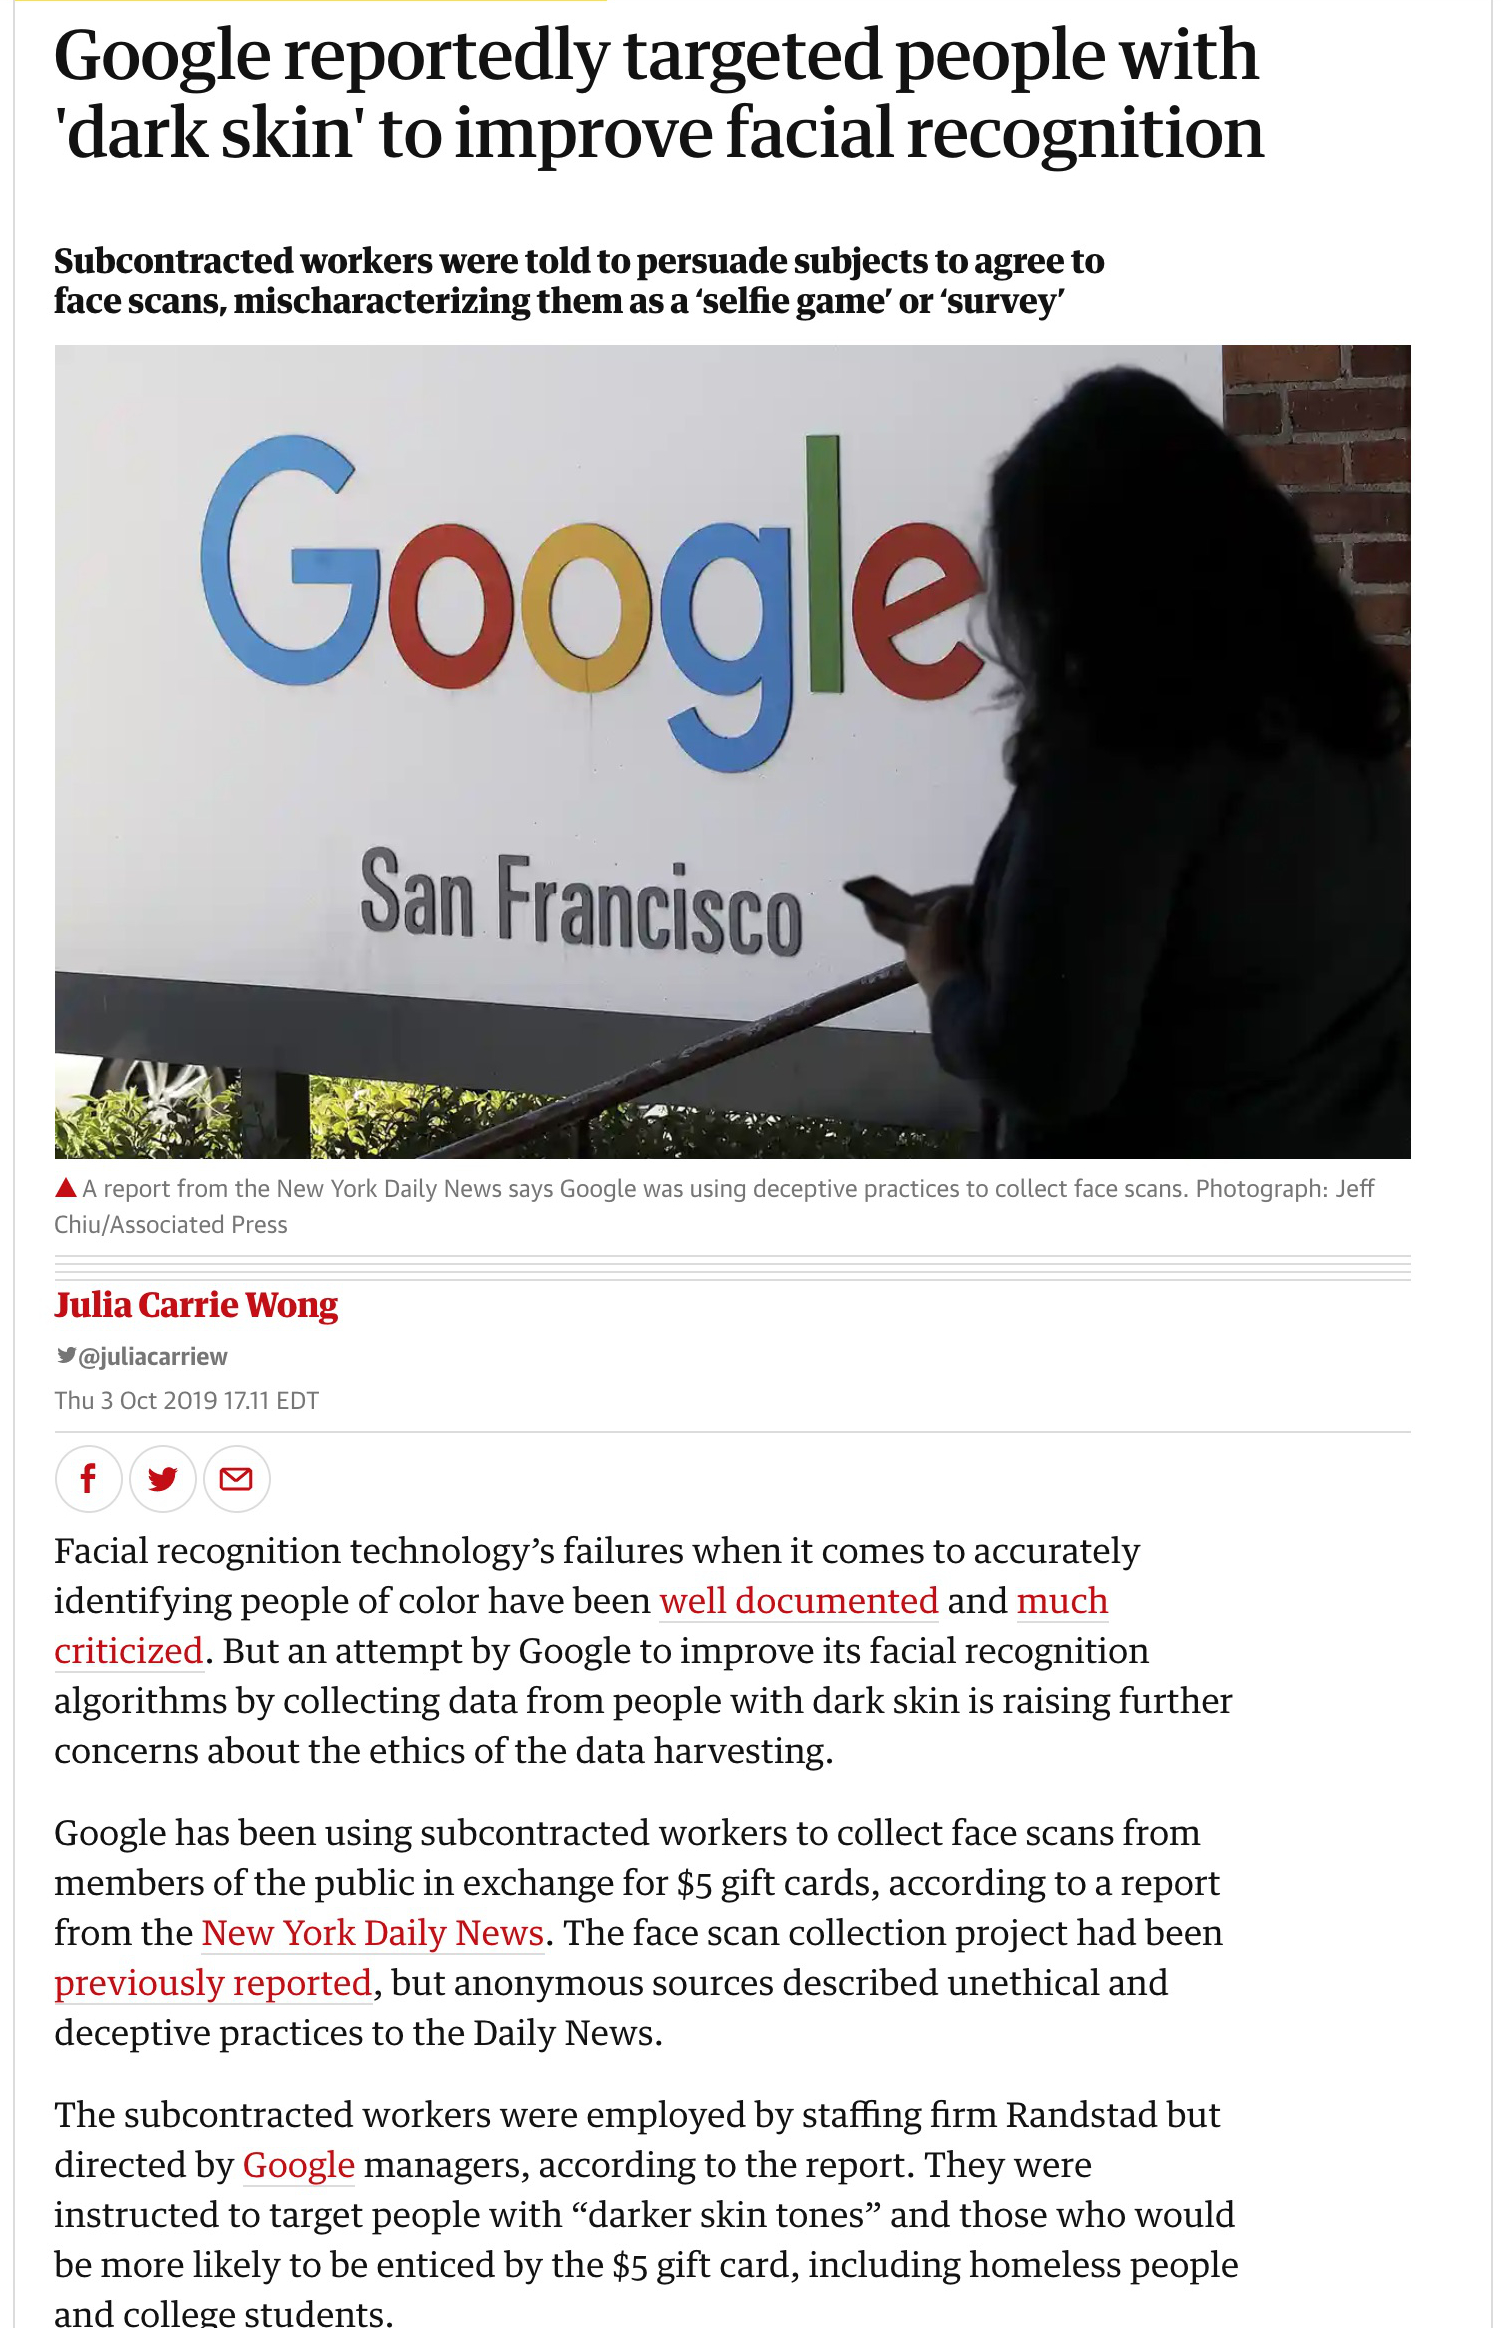 Google reportedly targeted people with
'dark skin' to improve facial recognition
Subcontracted workers were told to persuade subjects to agree to
face scans, mischaracterizing them as a ‘selfie game’ or ‘survey’
Google
San Francisco
A report from the New York Daily News says Google was using deceptive practices to collect face scans. Photograph: Jeff
Chiu/Associated Press
Julia Carrie Wong
@juliacarriew
Thu 3 Oct 2019 17.11 EDT
Facial recognition technology’s failures when it comes to accurately
identifying people of color have been well documented and much
criticized. But an attempt by Google to improve its facial recognition
algorithms by collecting data from people with dark skin is raising further
concerns about the ethics of the data harvesting.
Google has been using subcontracted workers to collect face scans from
members of the public in exchange for $5 gift cards, according to a report
from the New York Daily News. The face scan collection project had been
previously reported, but anonymous sources described unethical and
deceptive practices to the Daily News.
The subcontracted workers were employed by staffing firm Randstad but
directed by Google managers, according to the report. They were
instructed to target people with “darker skin tones” and those who would
be more likely to be enticed by the $5 gift card, including homeless people
and college students.